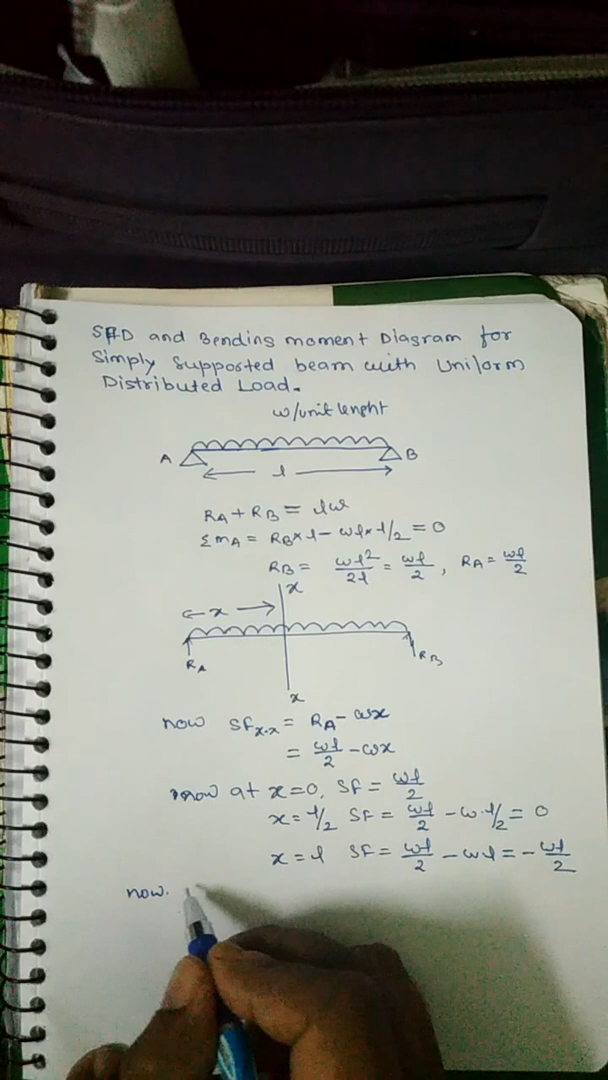 SFD and Bending moment Diagram for
Simply Supported beam with Uniform
Distributed Load.
w/unit lenght
A B
l
RA + RB = lw
ΣmA = RB×l - wl×l/2 = 0
RB = wl²/2l = wl/2, RA = wl/2
x
x
RA RB
x
now SFx-x = RA - wx
= wl/2 - wx
now at x=0, SF = wl/2
x = l/2 SF = wl/2 - w·l/2 = 0
x = l SF = wl/2 - wl = - wl/2
now.